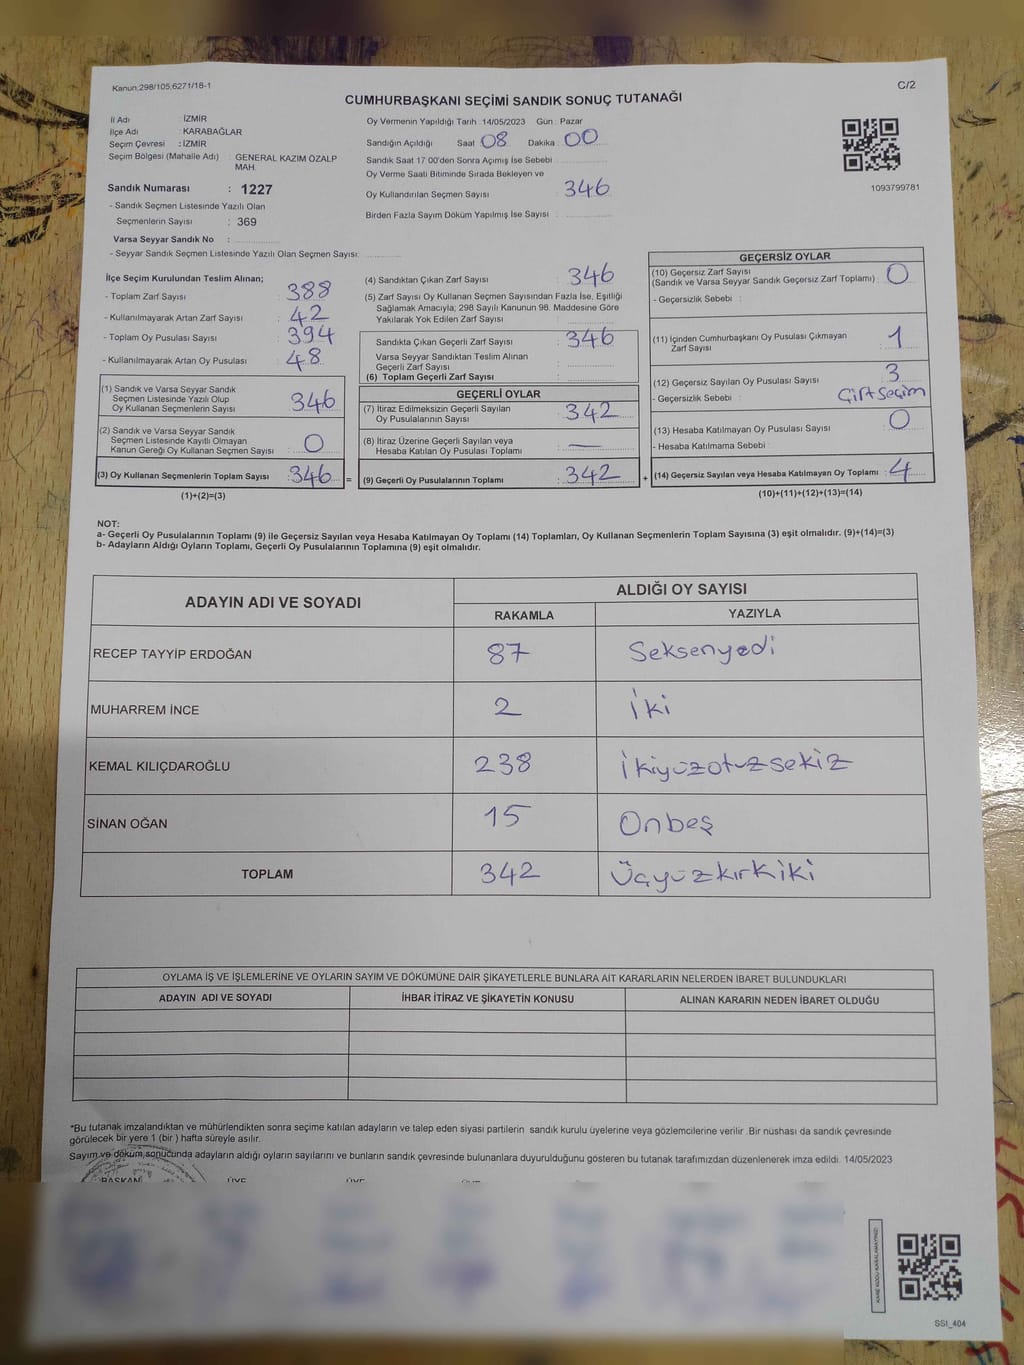 Kanun;298/105;6271/18-1
C/2
CUMHURBAŞKANI SEÇİMİ SANDIK SONUÇ TUTANAĞI
İl Adı : İZMİR
İlçe Adı : KARABAĞLAR
Seçim Çevresi : İZMİR
Seçim Bölgesi (Mahalle Adı) : GENERAL KAZIM ÖZALP MAH.
Sandık Numarası : 1227
- Sandık Seçmen Listesinde Yazılı Olan
Seçmenlerin Sayısı : 369
Varsa Seyyar Sandık No :
- Seyyar Sandık Seçmen Listesinde Yazılı Olan Seçmen Sayısı:
Oy Vermenin Yapıldığı Tarih :14/05/2023 Gün : Pazar
Sandığın Açıldığı Saat 08 Dakika 00
Sandık Saat 17 00'den Sonra Açımış İse Sebebi
Oy Verme Saati Bitiminde Sırada Bekleyen ve
Oy Kullandırılan Seçmen Sayısı : 346
Birden Fazla Sayım Döküm Yapılmış İse Sayısı :
1093799781
İlçe Seçim Kurulundan Teslim Alınan;
- Toplam Zarf Sayısı : 388
- Kullanılmayarak Artan Zarf Sayısı : 42
- Toplam Oy Pusulası Sayısı : 394
- Kullanılmayarak Artan Oy Pusulası : 48
(1) Sandık ve Varsa Seyyar Sandık
Seçmen Listesinde Yazılı Olup
Oy Kullanan Seçmenlerin Sayısı : 346
(2) Sandık ve Varsa Seyyar Sandık
Seçmen Listesinde Kayıtlı Olmayan
Kanun Gereği Oy Kullanan Seçmen Sayısı : 0
(3) Oy Kullanan Seçmenlerin Toplam Sayısı :346 =
(1)+(2)=(3)
(4) Sandıktan Çıkan Zarf Sayısı : 346
(5) Zarf Sayısı Oy Kullanan Seçmen Sayısından Fazla İse, Eşitliği
Sağlamak Amacıyla; 298 Sayılı Kanunun 98. Maddesine Göre
Yakılarak Yok Edilen Zarf Sayısı :
Sandıkta Çıkan Geçerli Zarf Sayısı : 346
Varsa Seyyar Sandıktan Teslim Alınan
Geçerli Zarf Sayısı :
(6) Toplam Geçerli Zarf Sayısı :
GEÇERLİ OYLAR
(7) İtiraz Edilmeksizin Geçerli Sayılan
Oy Pusulalarının Sayısı : 342
(8) İtiraz Üzerine Geçerli Sayılan veya
Hesaba Katılan Oy Pusulası Toplamı : —
(9) Geçerli Oy Pusulalarının Toplamı : 342 +
GEÇERSİZ OYLAR
(10) Geçersiz Zarf Sayısı
(Sandık ve Varsa Seyyar Sandık Geçersiz Zarf Toplamı) : 0
- Geçersizlik Sebebi :
(11) İçinden Cumhurbaşkanı Oy Pusulası Çıkmayan
Zarf Sayısı : 1
(12) Geçersiz Sayılan Oy Pusulası Sayısı : 3
- Geçersizlik Sebebi : Çift Seçim
(13) Hesaba Katılmayan Oy Pusulası Sayısı : 0
- Hesaba Katılmama Sebebi :
(14) Geçersiz Sayılan veya Hesaba Katılmayan Oy Toplamı : 4
(10)+(11)+(12)+(13)=(14)
NOT:
a- Geçerli Oy Pusulalarının Toplamı (9) ile Geçersiz Sayılan veya Hesaba Katılmayan Oy Toplamı (14) Toplamları, Oy Kullanan Seçmenlerin Toplam Sayısına (3) eşit olmalıdır. (9)+(14)=(3)
b- Adayların Aldığı Oyların Toplamı, Geçerli Oy Pusulalarının Toplamına (9) eşit olmalıdır.
ADAYIN ADI VE SOYADI
ALDIĞI OY SAYISI
RAKAMLA YAZIYLA
RECEP TAYYİP ERDOĞAN 87 Seksenyedi
MUHARREM İNCE 2 İki
KEMAL KILIÇDAROĞLU 238 İkiyüzotuzsekiz
SİNAN OĞAN 15 Onbeş
TOPLAM 342 Üçyüzkırkiki
OYLAMA İŞ VE İŞLEMLERİNE VE OYLARIN SAYIM VE DÖKÜMÜNE DAİR ŞİKAYETLERLE BUNLARA AİT KARARLARIN NELERDEN İBARET BULUNDUKLARI
ADAYIN ADI VE SOYADI İHBAR İTİRAZ VE ŞİKAYETİN KONUSU ALINAN KARARIN NEDEN İBARET OLDUĞU
*Bu tutanak imzalandıktan ve mühürlendikten sonra seçime katılan adayların ve talep eden siyasi partilerin sandık kurulu üyelerine veya gözlemcilerine verilir .Bir nüshası da sandık çevresinde
görülecek bir yere 1 (bir ) hafta süreyle asılır.
Sayım ve döküm sonucunda adayların aldığı oyların sayılarını ve bunların sandık çevresinde bulunanlara duyurulduğunu gösteren bu tutanak tarafımızdan düzenlenerek imza edildi. 14/05/2023
BAŞKAN ÜYE ÜYE
KARE KODU KARALAMAYINIZ!
SSI_404